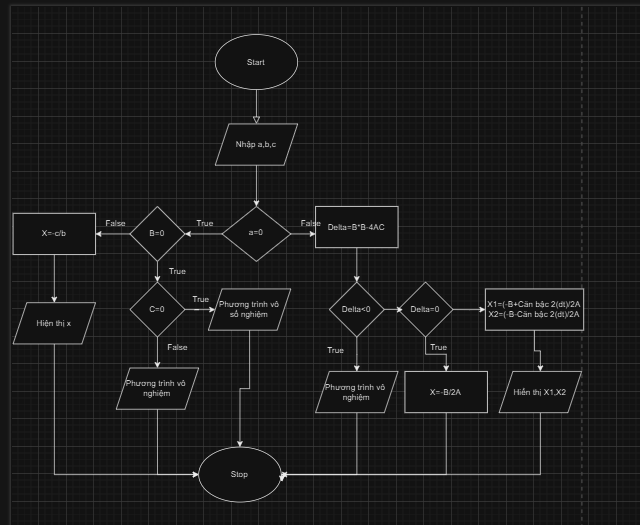 Start
Nhập a,b,c
False
True
False
X=-c/b
B=0
a=0
Delta=B*B-4AC
True
C=0
True
Phương trình vô
số nghiệm
Delta<0
Delta=0
X1=(-B+Căn bậc 2(dt)/2A
X2=(-B-Căn bậc 2(dt)/2A
Hiện thị x
False
True
True
Phương trình vô
nghiệm
Phương trình vô
nghiệm
X=-B/2A
Hiển thị X1,X2
Stop